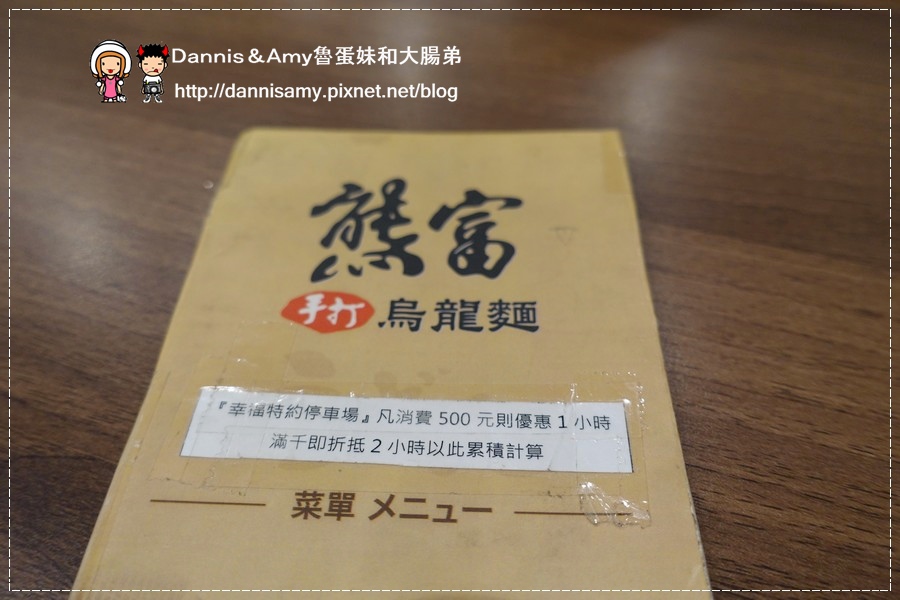 Dannis&Amy魯蛋妹和大腸弟
http://dannisamy.pixnet.net/blog
熊富
手打 烏龍麵
『幸福特約停車場』凡消費 500 元則優惠 1 小時
滿千即折抵 2 小時以此累積計算
菜單 メニュー